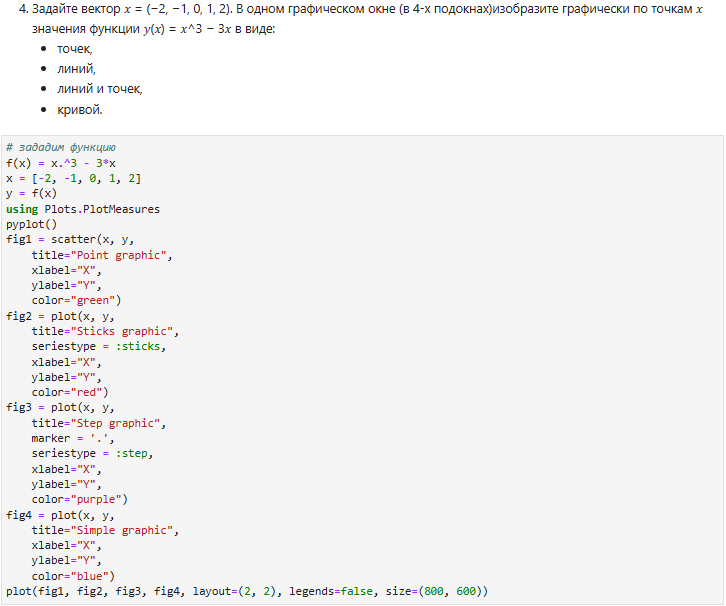 4. Задайте вектор x = (−2, −1, 0, 1, 2). В одном графическом окне (в 4-х подокнах)изобразите графически по точкам x
значения функции y(x) = x^3 − 3x в виде:
• точек,
• линий,
• линий и точек,
• кривой.
# зададим функцию
f(x) = x.^3 - 3*x
x = [-2, -1, 0, 1, 2]
y = f(x)
using Plots.PlotMeasures
pyplot()
fig1 = scatter(x, y,
    title="Point graphic",
    xlabel="X",
    ylabel="Y",
    color="green")
fig2 = plot(x, y,
    title="Sticks graphic",
    seriestype = :sticks,
    xlabel="X",
    ylabel="Y",
    color="red")
fig3 = plot(x, y,
    title="Step graphic",
    marker = '.',
    seriestype = :step,
    xlabel="X",
    ylabel="Y",
    color="purple")
fig4 = plot(x, y,
    title="Simple graphic",
    xlabel="X",
    ylabel="Y",
    color="blue")
plot(fig1, fig2, fig3, fig4, layout=(2, 2), legends=false, size=(800, 600))